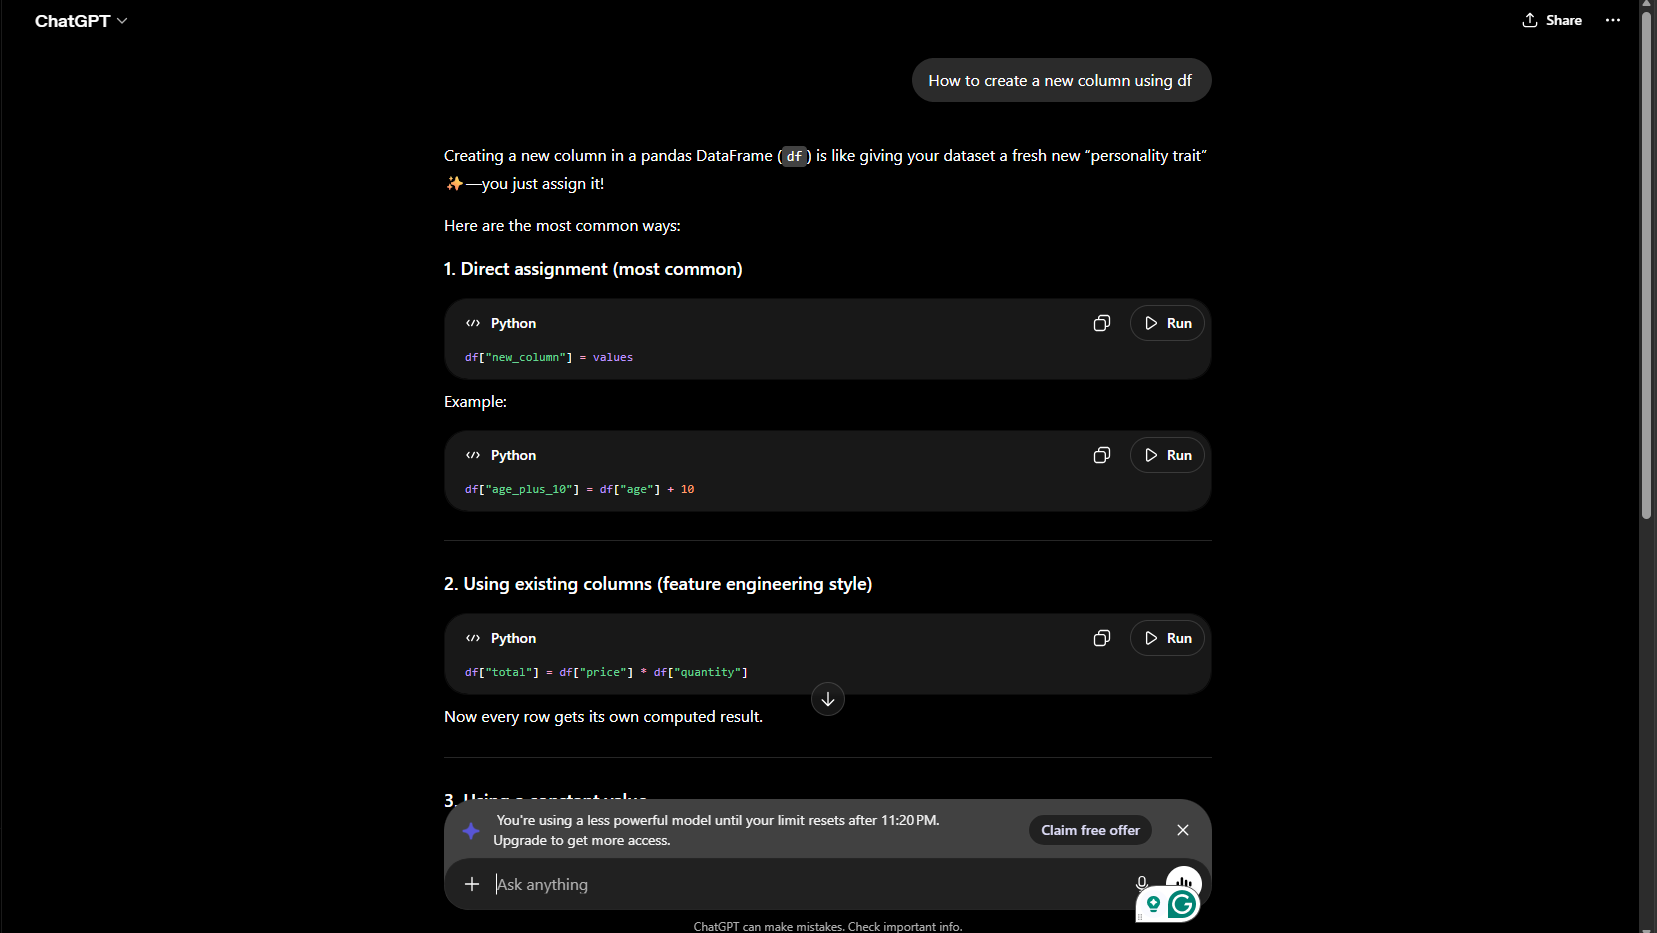 ChatGPT
Share
How to create a new column using df
Creating a new column in a pandas DataFrame (df) is like giving your dataset a fresh new “personality trait”
✨—you just assign it!
Here are the most common ways:
1. Direct assignment (most common)
Python
Run
df["new_column"] = values
Example:
Python
Run
df["age_plus_10"] = df["age"] + 10
2. Using existing columns (feature engineering style)
Python
Run
df["total"] = df["price"] * df["quantity"]
Now every row gets its own computed result.
3. Using a constant value
You're using a less powerful model until your limit resets after 11:20 PM.
Upgrade to get more access.
Claim free offer
Ask anything
ChatGPT can make mistakes. Check important info.